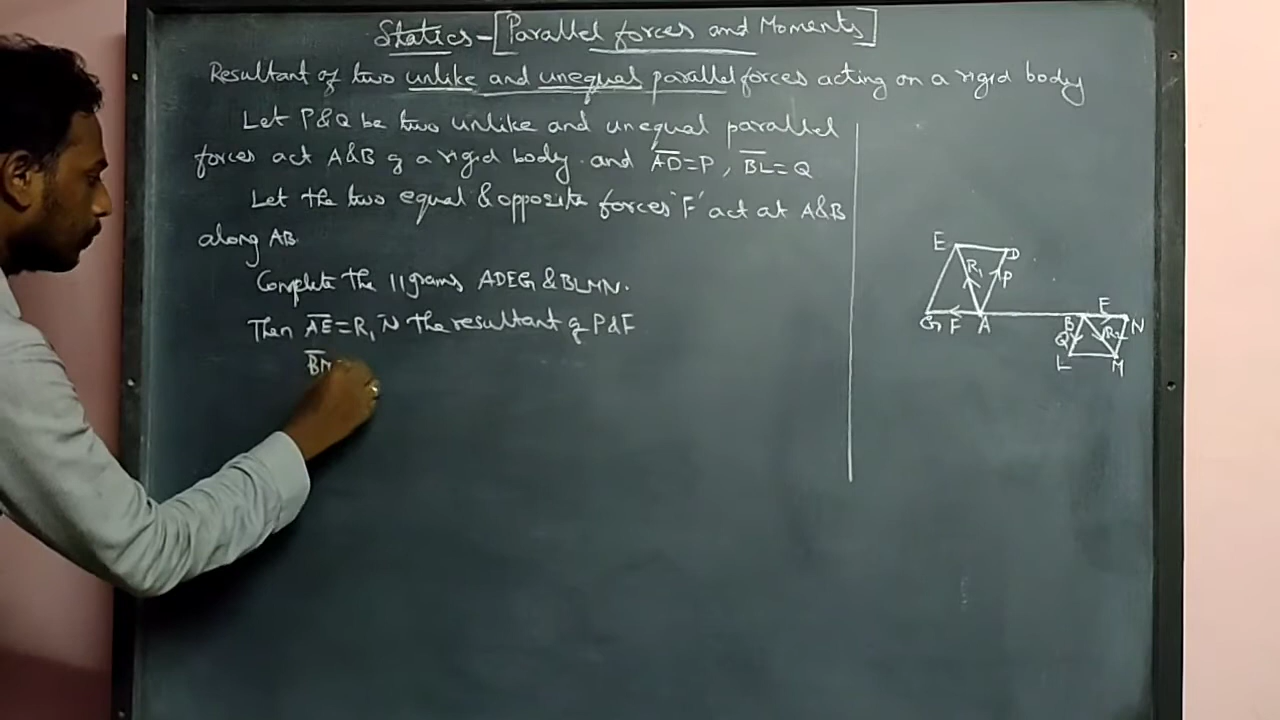 Statics - [Parallel forces and Moments]
Resultant of two unlike and unequal parallel forces acting on a rigid body
Let P & Q be two unlike and unequal parallel
forces act A & B of a rigid body. and AD = P, BL = Q
Let the two equal & opposite forces 'F' act at A & B
along AB.
Complete the ||grams ADEG & BLMN.
Then AE = R1 is the resultant of P & F
BM
E D
R1 P
G F A
B F N
Q R2
L M